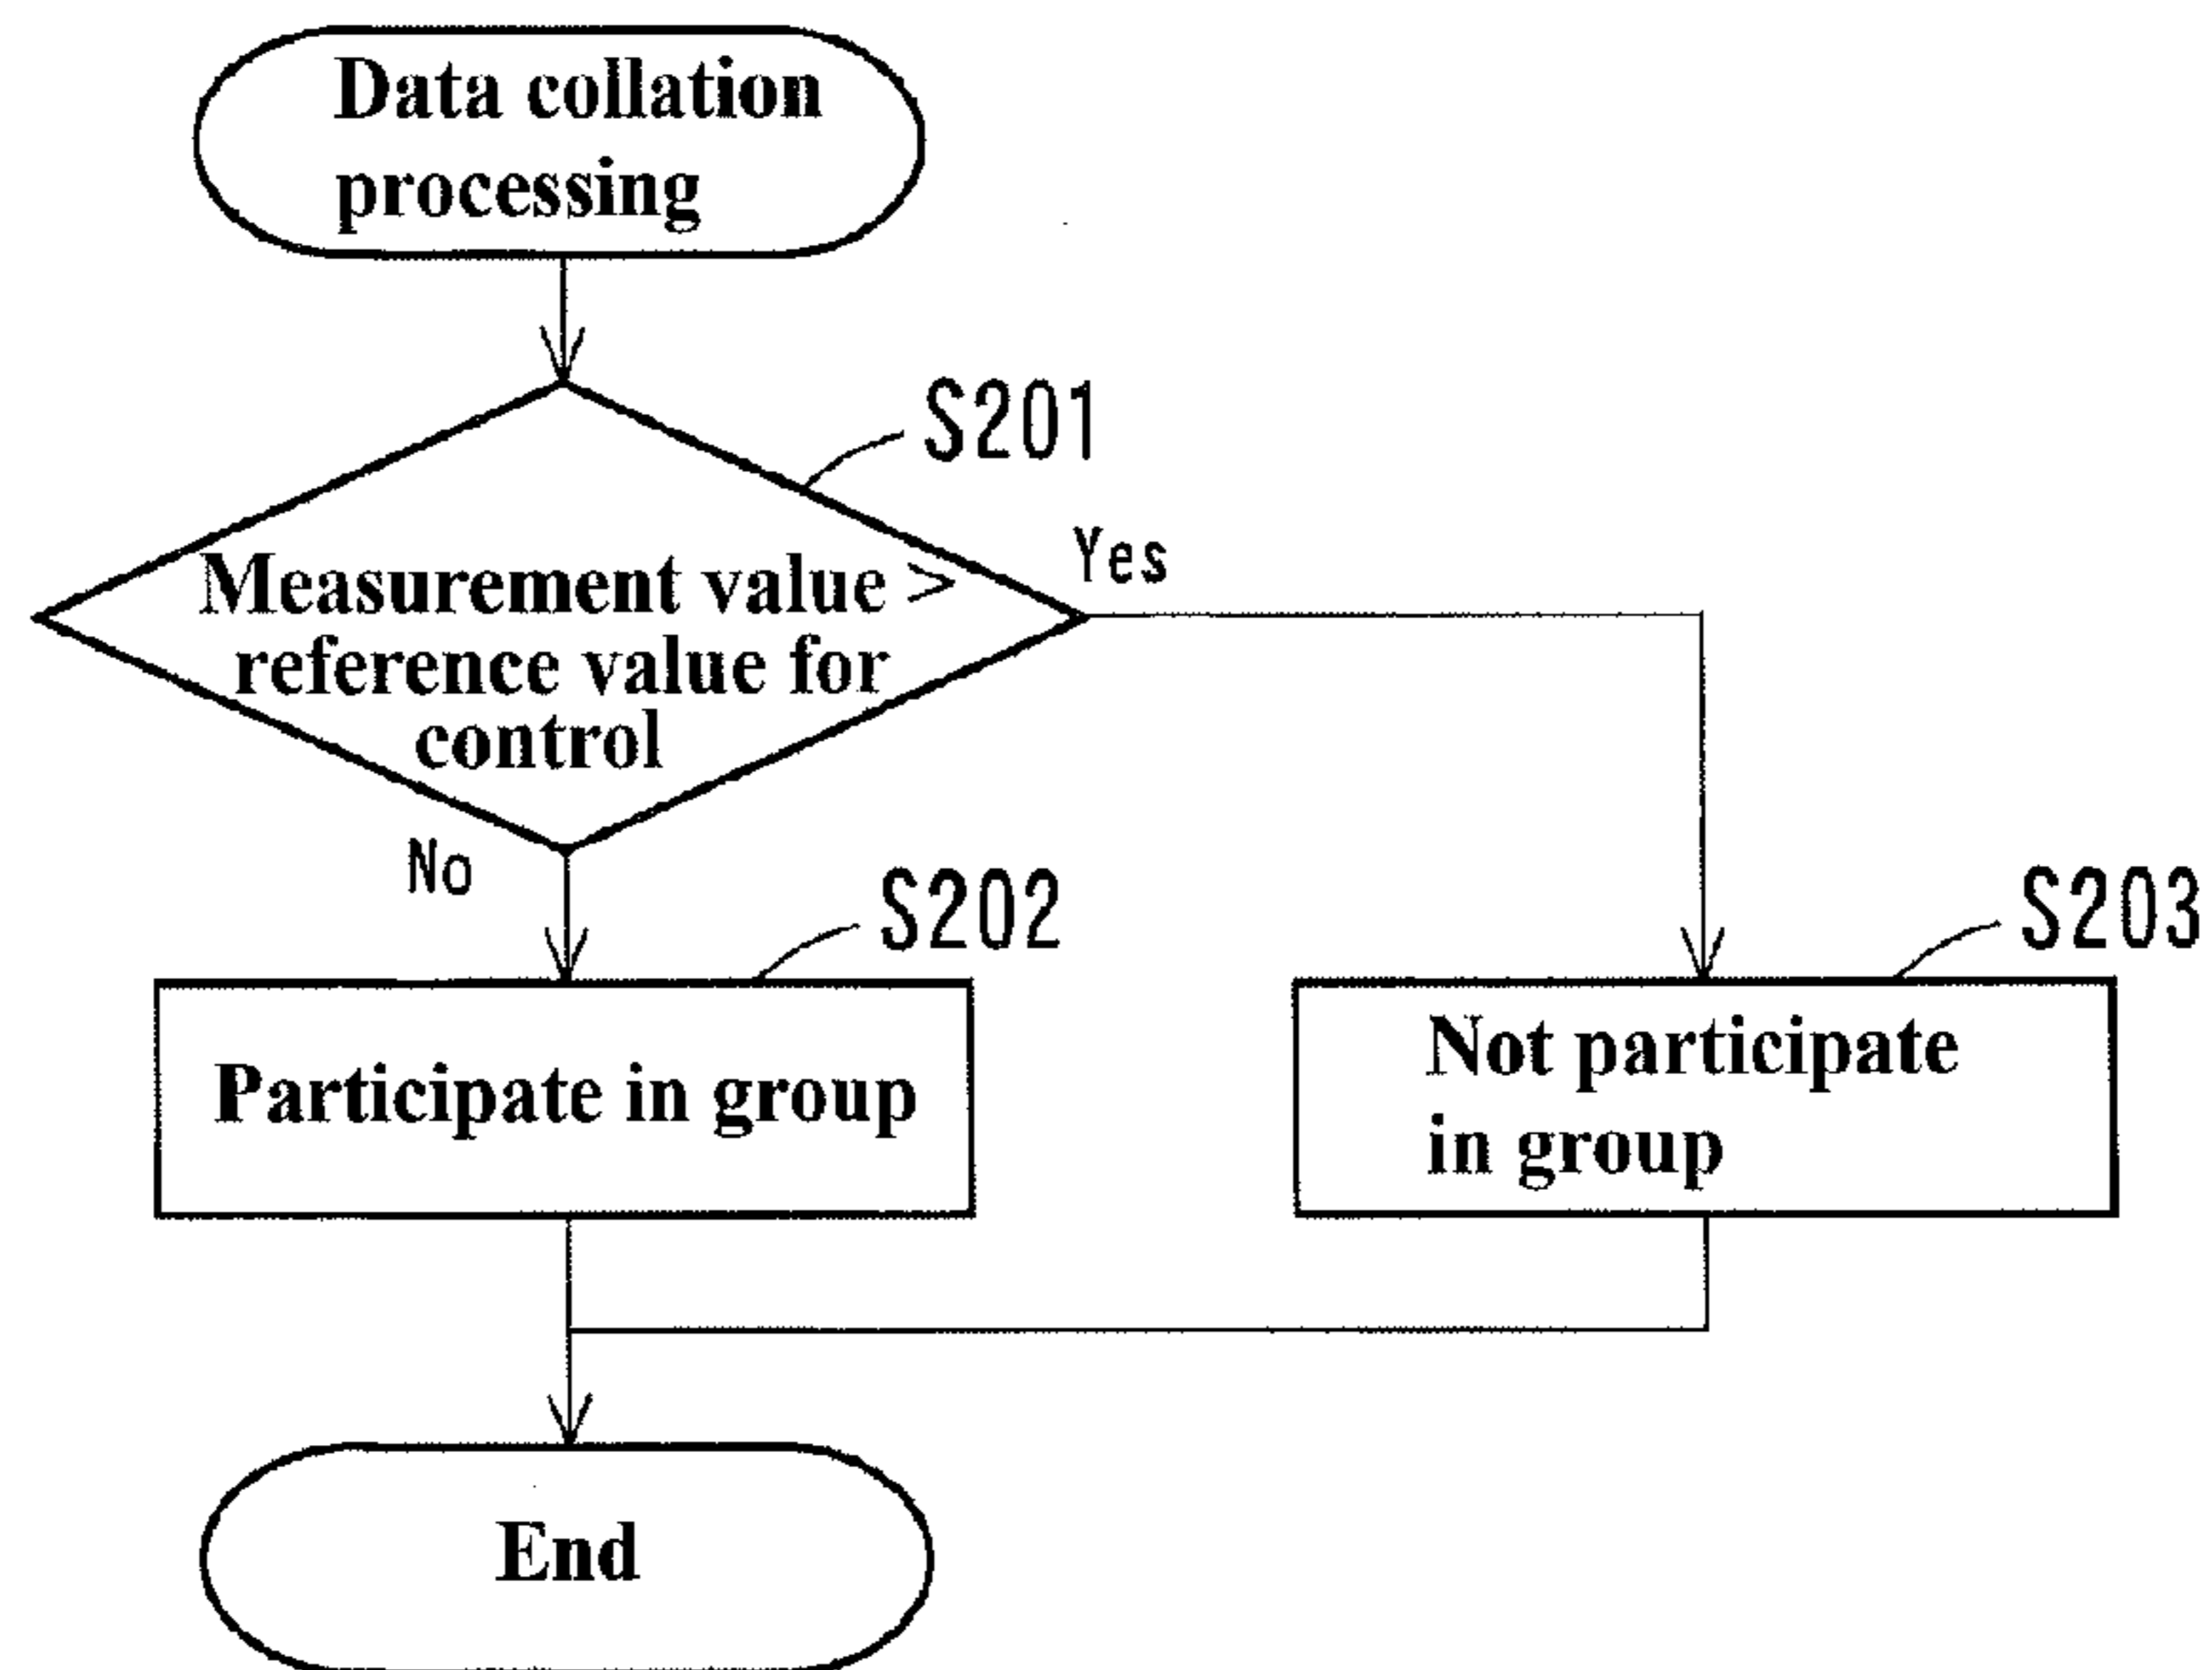 Data collation
processing
S201
Measurement value >
reference value for
control
Yes
No
S202
Participate in group
S203
Not participate
in group
End